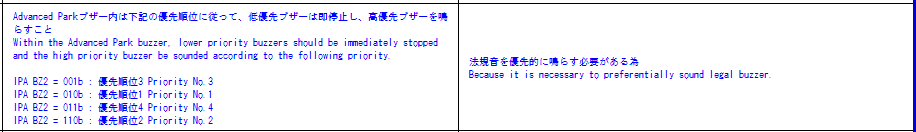 Advanced Parkブザー内は下記の優先順位に従って、低優先ブザーは即停止し、高優先ブザーを鳴
らすこと
Within the Advanced Park buzzer, lower priority buzzers should be immediately stopped
and the high priority buzzer be sounded according to the following priority.
IPA BZ2 = 001b : 優先順位3 Priority No.3
IPA BZ2 = 010b : 優先順位1 Priority No.1
IPA BZ2 = 011b : 優先順位4 Priority No.4
IPA BZ2 = 110b : 優先順位2 Priority No.2
法規音を優先的に鳴らす必要がある為
Because it is necessary to preferentially sound legal buzzer.